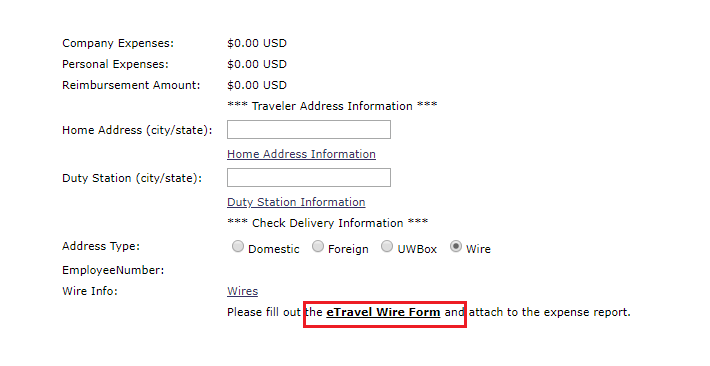 Company Expenses: $0.00 USD
Personal Expenses: $0.00 USD
Reimbursement Amount: $0.00 USD
*** Traveler Address Information ***
Home Address (city/state):
Home Address Information
Duty Station (city/state):
Duty Station Information
*** Check Delivery Information ***
Address Type: Domestic Foreign UWBox Wire
EmployeeNumber:
Wire Info: Wires
Please fill out the eTravel Wire Form and attach to the expense report.